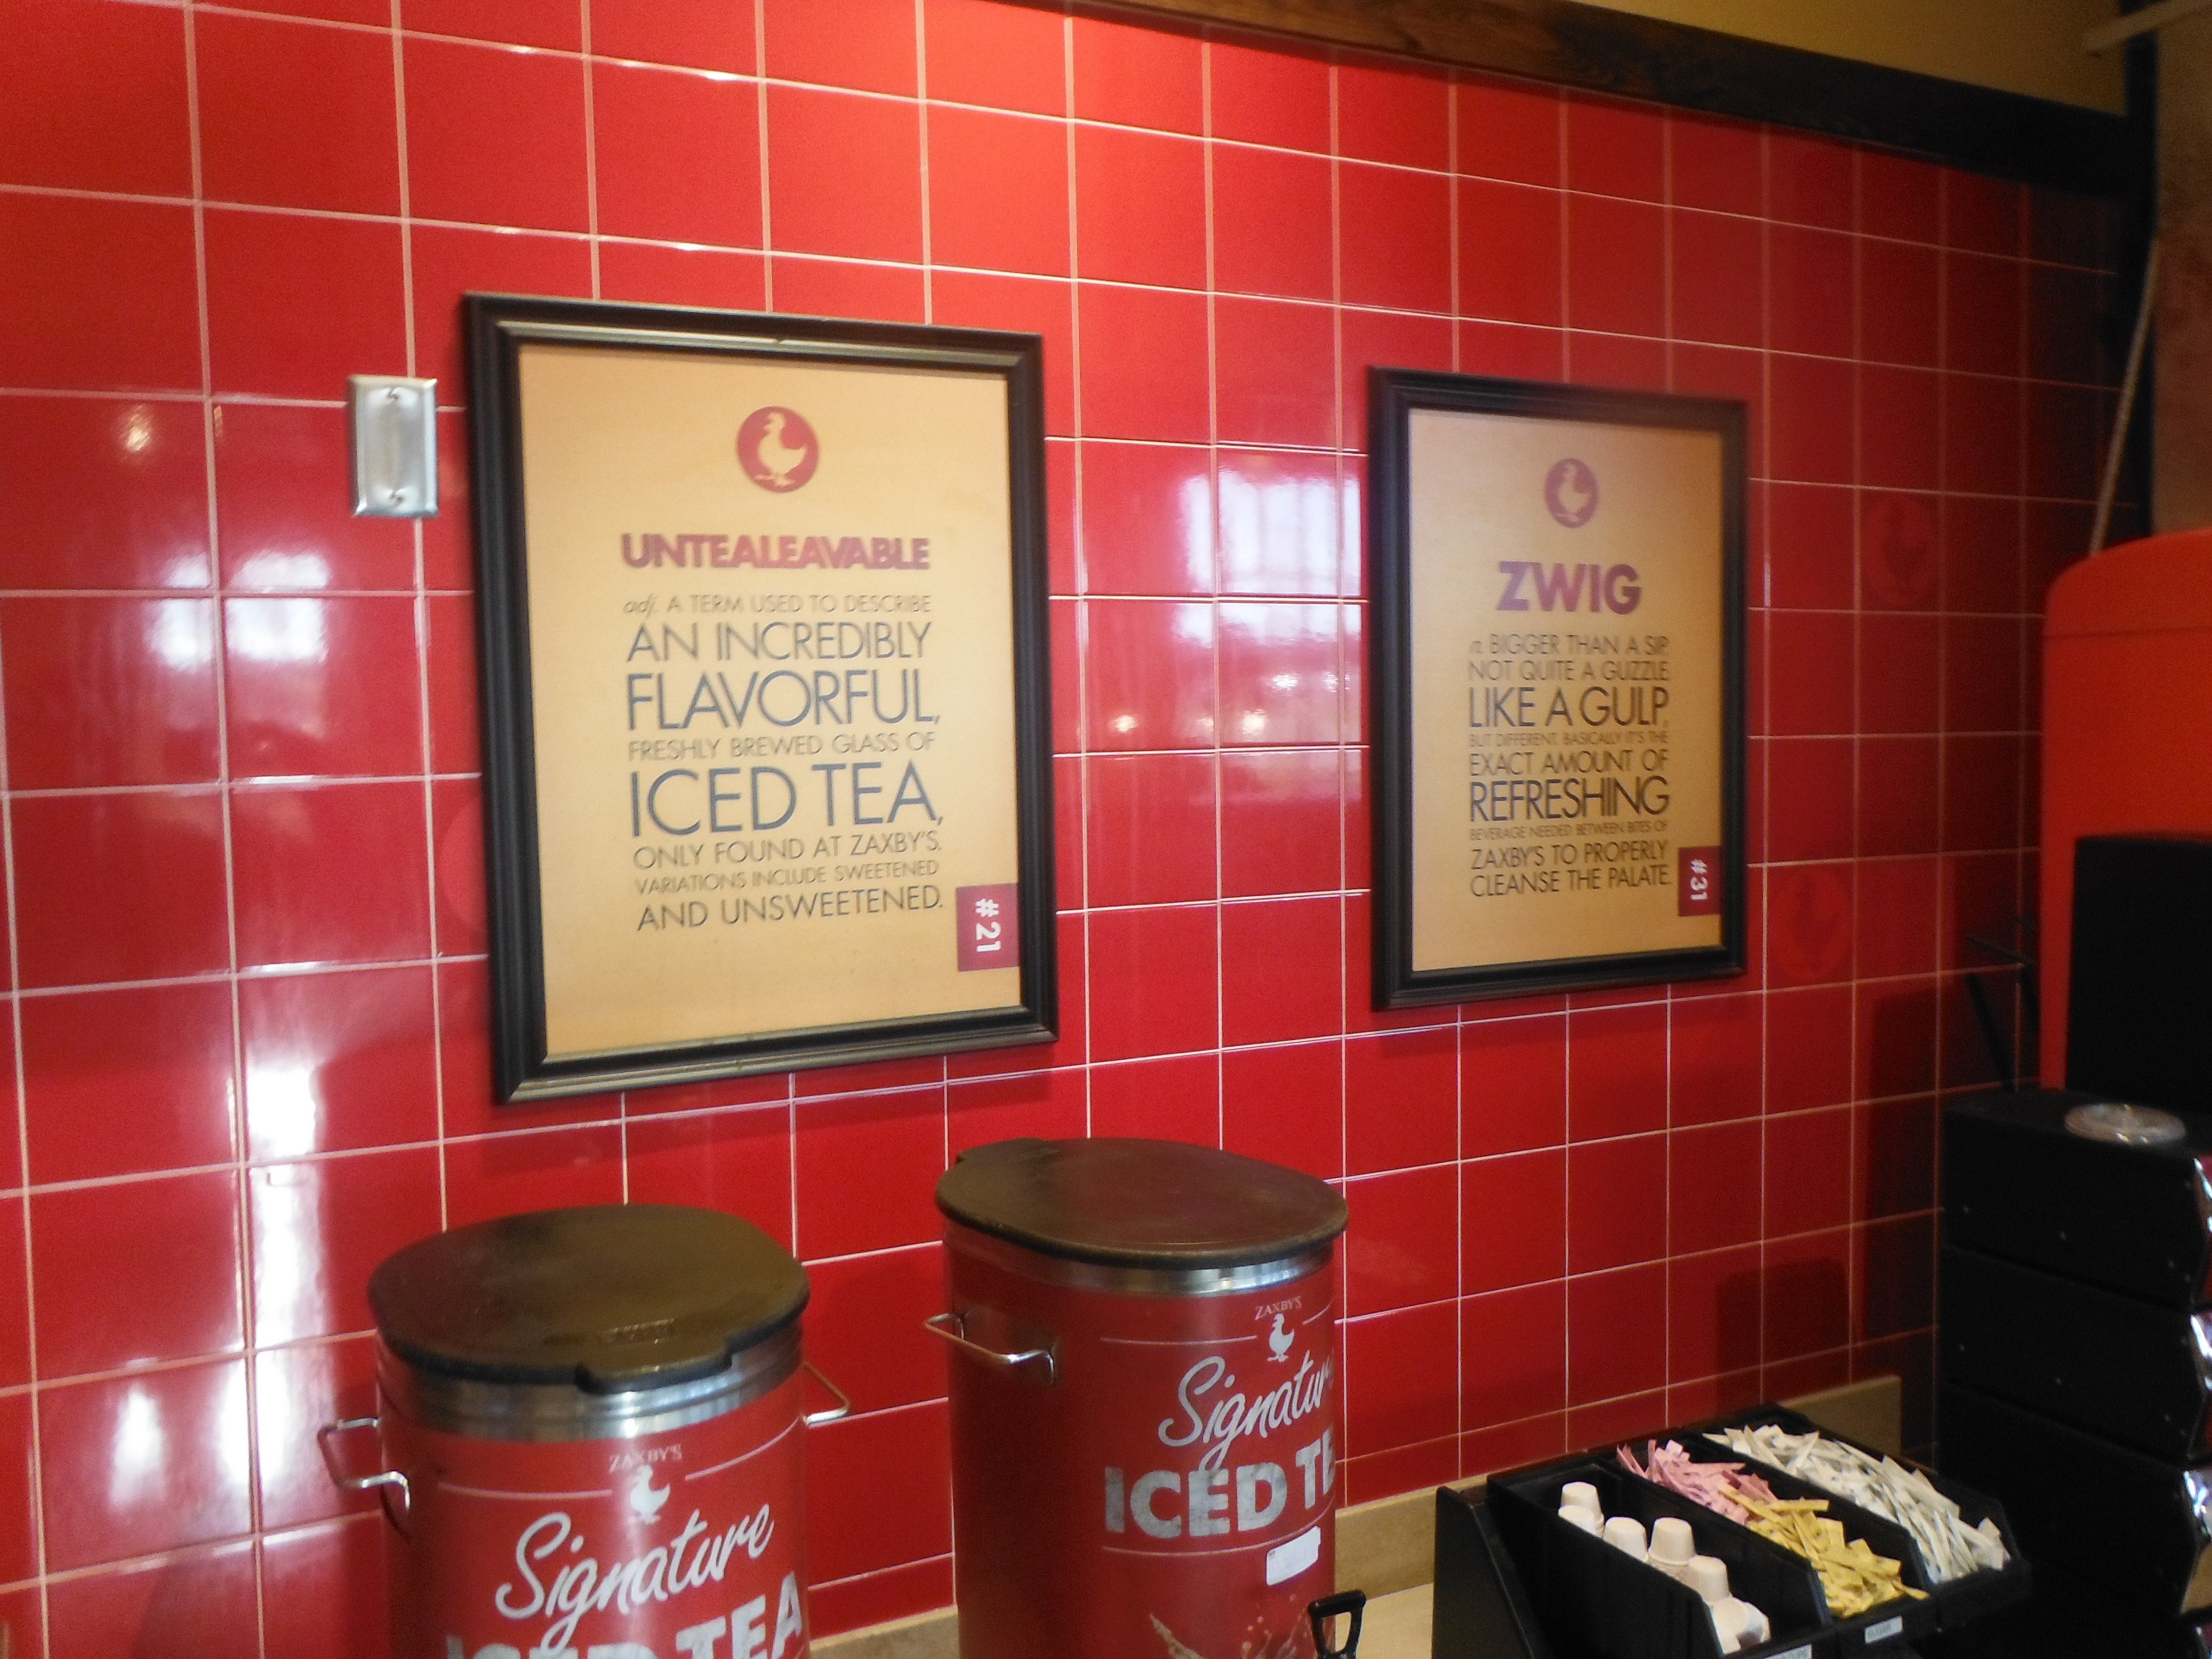 UNTEALEAVABLE
adj. A TERM USED TO DESCRIBE
AN INCREDIBLY
FLAVORFUL,
FRESHLY BREWED GLASS OF
ICED TEA,
ONLY FOUND AT ZAXBY'S.
VARIATIONS INCLUDE SWEETENED
AND UNSWEETENED.
#21
ZWIG
n. BIGGER THAN A SIP,
NOT QUITE A GUZZLE,
LIKE A GULP,
BUT DIFFERENT. BASICALLY IT'S THE
EXACT AMOUNT OF
REFRESHING
BEVERAGE NEEDED BETWEEN BITES OF
ZAXBY'S TO PROPERLY
CLEANSE THE PALATE.
#31
ZAXBY'S
Signature
ICED TEA
ZAXBY'S
Signatur
ICED TE